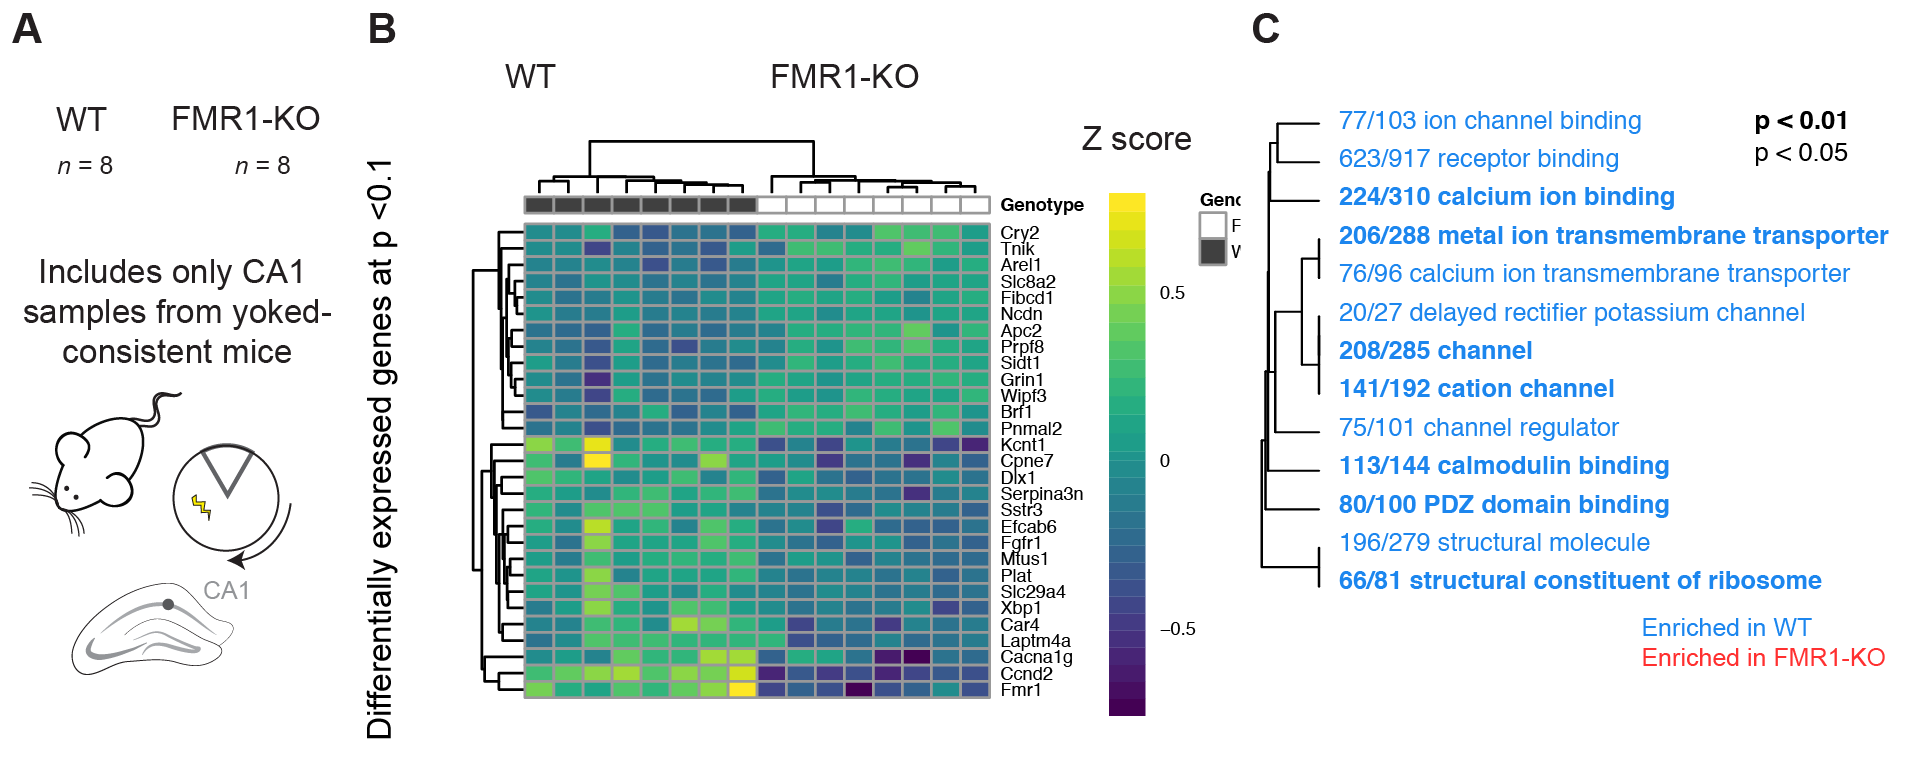 A
WT
FMR1-KO
n = 8
n = 8
Includes only CA1
samples from yoked-
consistent mice
CA1
B
WT
FMR1-KO
Differentially expressed genes at p <0.1
Genotype
Cry2
Tnik
Arel1
Slc8a2
Fibcd1
Ncdn
Apc2
Prpf8
Sidt1
Grin1
Wipf3
Brf1
Pnmal2
Kcnt1
Cpne7
Dlx1
Serpina3n
Sstr3
Efcab6
Fgfr1
Mtus1
Plat
Slc29a4
Xbp1
Car4
Laptm4a
Cacna1g
Ccnd2
Fmr1
Z score
0.5
0
−0.5
Genc
F
W
C
77/103 ion channel binding
623/917 receptor binding
224/310 calcium ion binding
206/288 metal ion transmembrane transporter
76/96 calcium ion transmembrane transporter
20/27 delayed rectifier potassium channel
208/285 channel
141/192 cation channel
75/101 channel regulator
113/144 calmodulin binding
80/100 PDZ domain binding
196/279 structural molecule
66/81 structural constituent of ribosome
p < 0.01
p < 0.05
Enriched in WT
Enriched in FMR1-KO